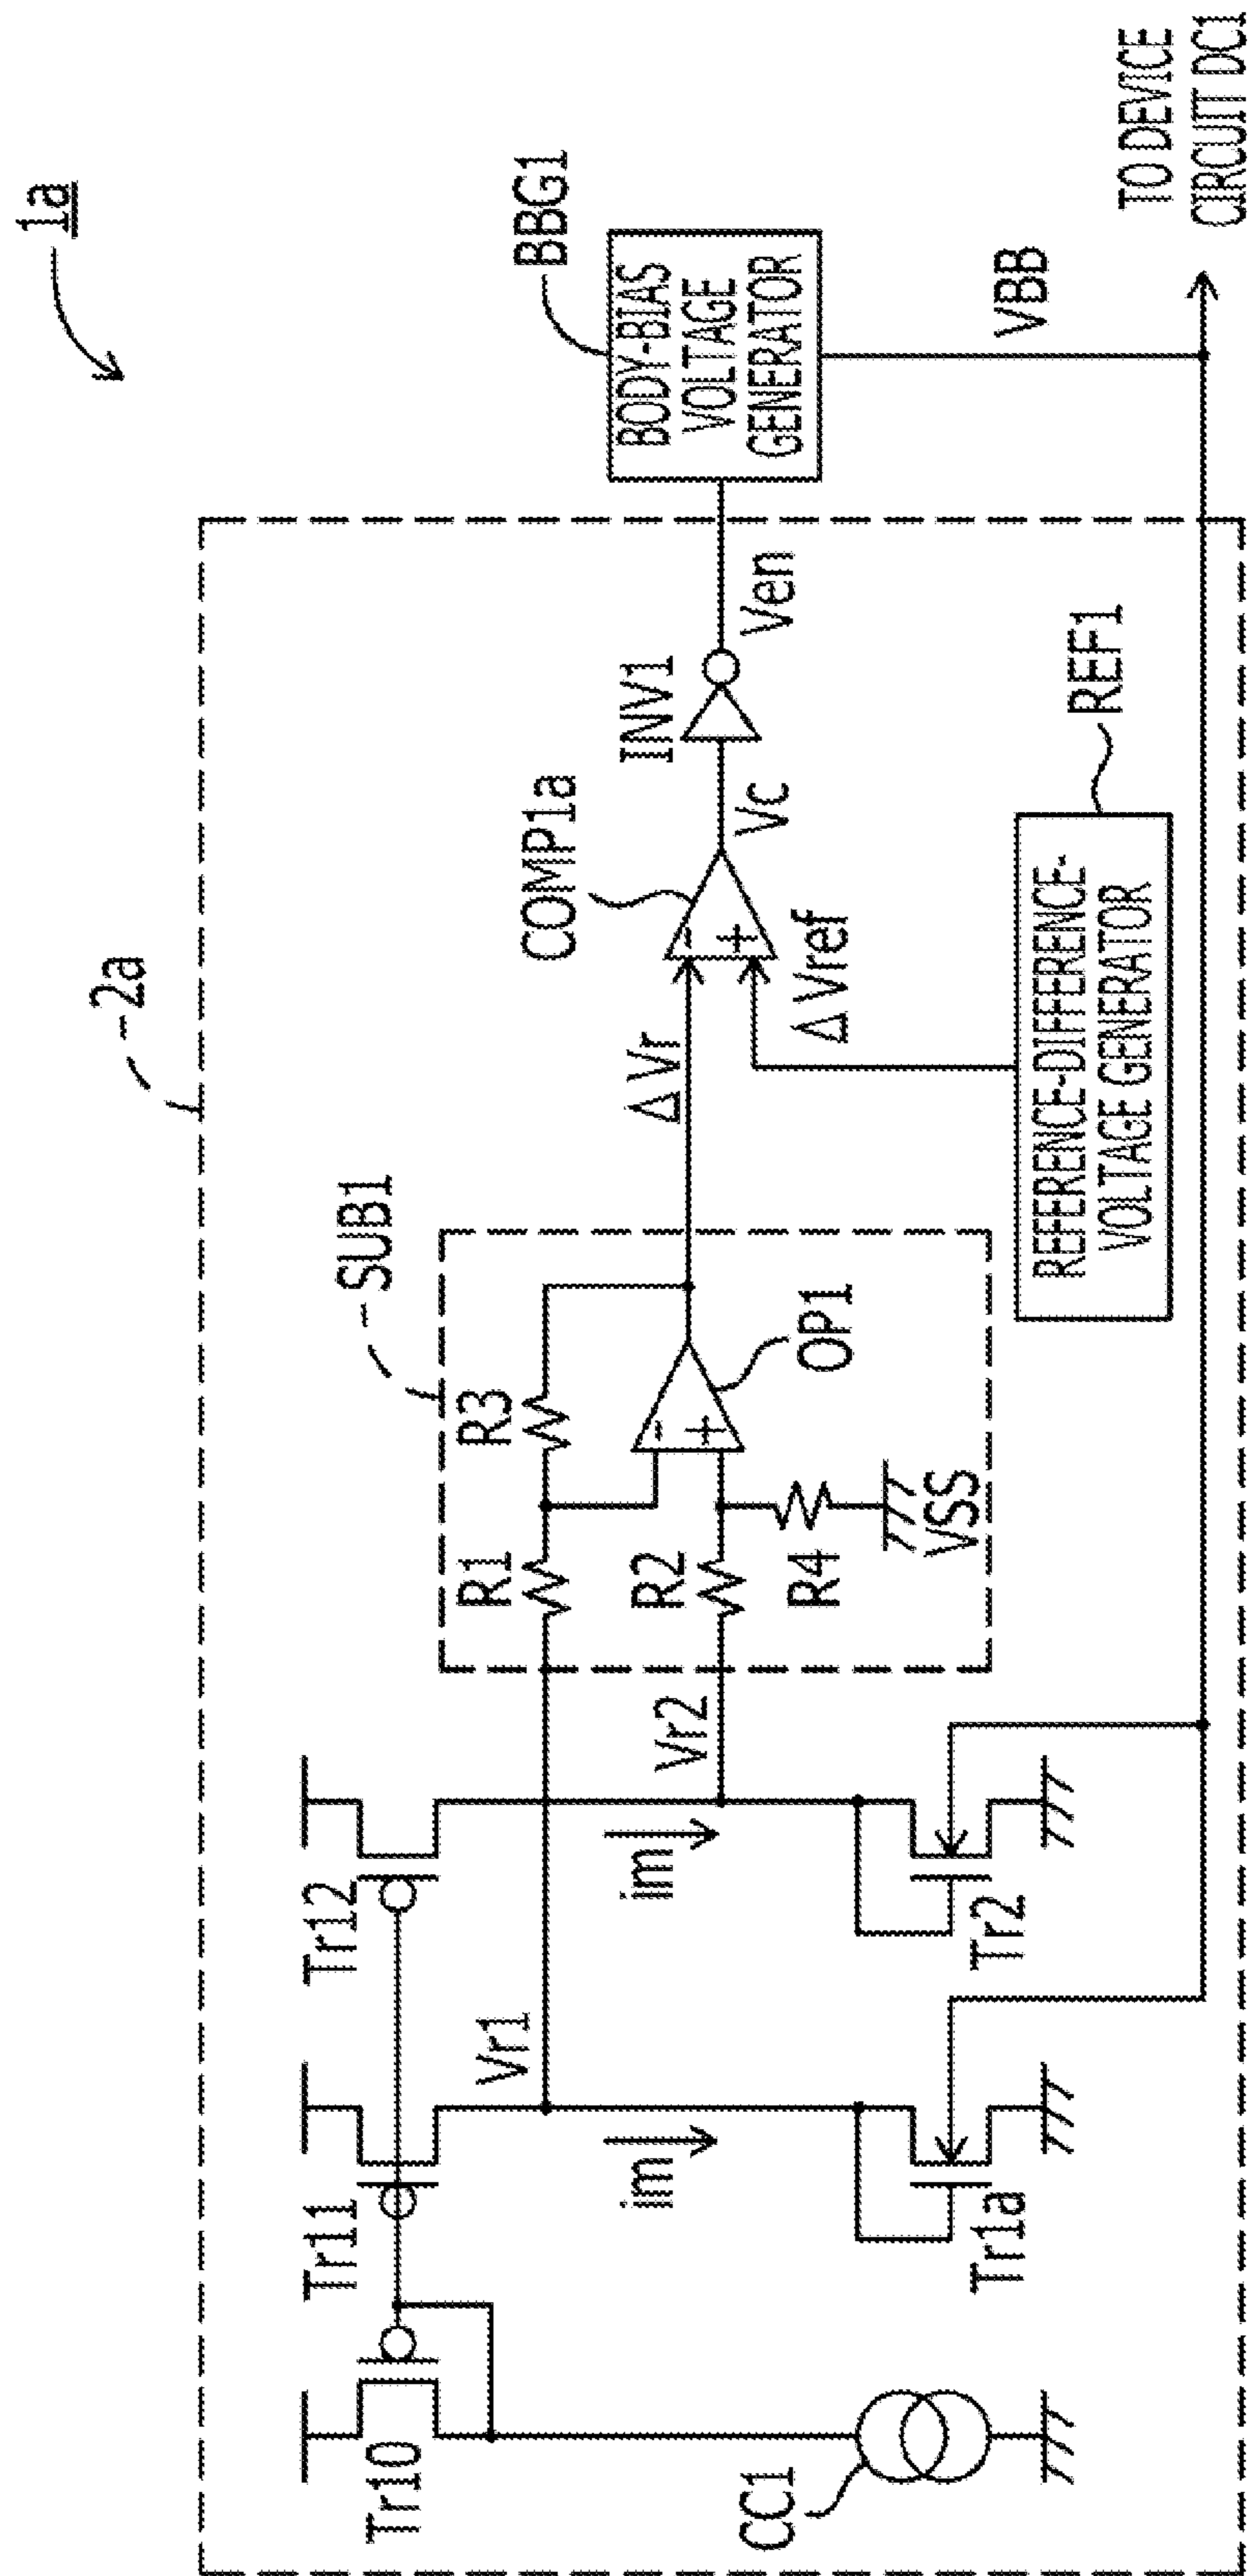 1a
2a
SUB1
COMP1a
INV1
BBG1
BODY-BIAS
VOLTAGE
GENERATOR
Tr10
Tr11
Tr12
Vr1
Vr2
im
im
R1
R3
R2
R4
VSS
-
+
OP1
Δ Vr
Δ Vref
-
+
Vc
Ven
VBB
CC1
Tr1a
Tr2
REFERENCE-DIFFERENCE-
VOLTAGE GENERATOR
REF1
TO DEVICE
CIRCUIT DC1